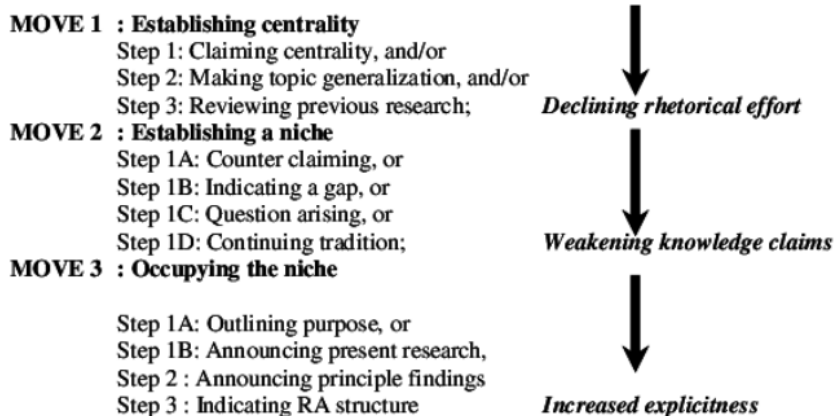 MOVE 1 : Establishing centrality
Step 1: Claiming centrality, and/or
Step 2: Making topic generalization, and/or
Step 3: Reviewing previous research; Declining rhetorical effort
MOVE 2 : Establishing a niche
Step 1A: Counter claiming, or
Step 1B: Indicating a gap, or
Step 1C: Question arising, or
Step 1D: Continuing tradition; Weakening knowledge claims
MOVE 3 : Occupying the niche
Step 1A: Outlining purpose, or
Step 1B: Announcing present research,
Step 2 : Announcing principle findings
Step 3 : Indicating RA structure Increased explicitness